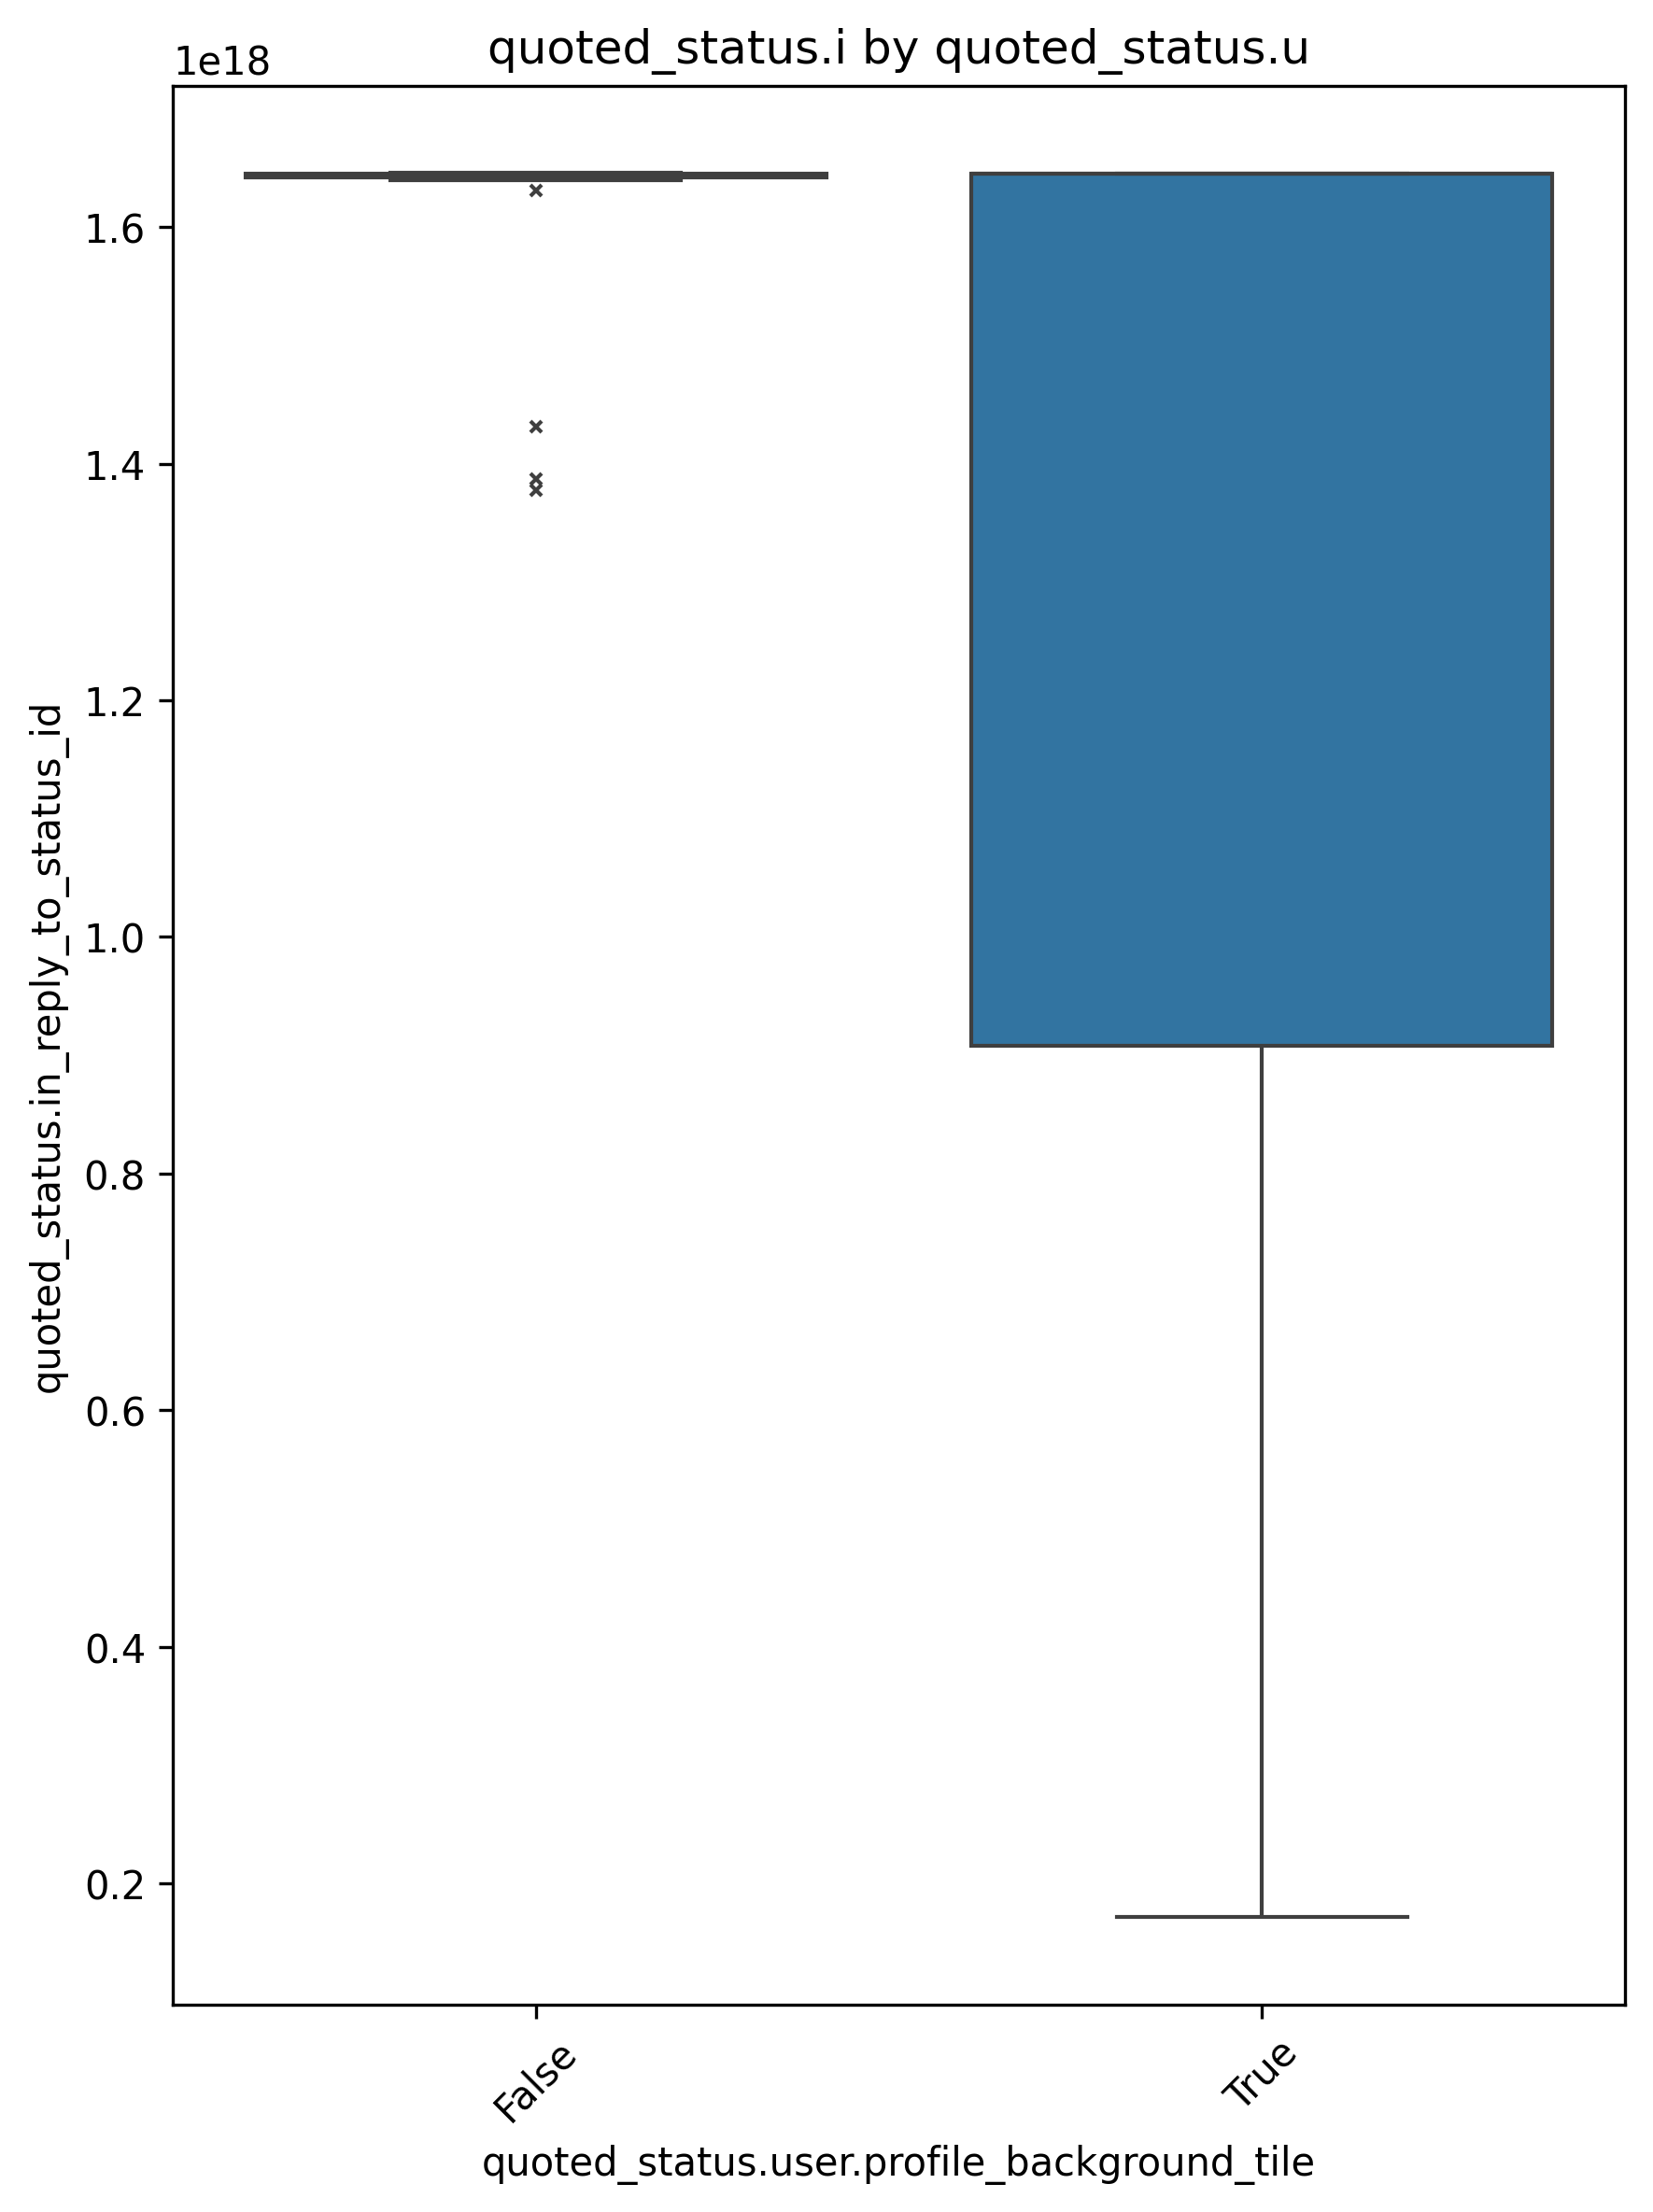 quoted_status.i by quoted_status.u
1e18
1.6
1.4
1.2
1.0
0.8
0.6
0.4
0.2
quoted_status.in_reply_to_status_id
False
True
quoted_status.user.profile_background_tile